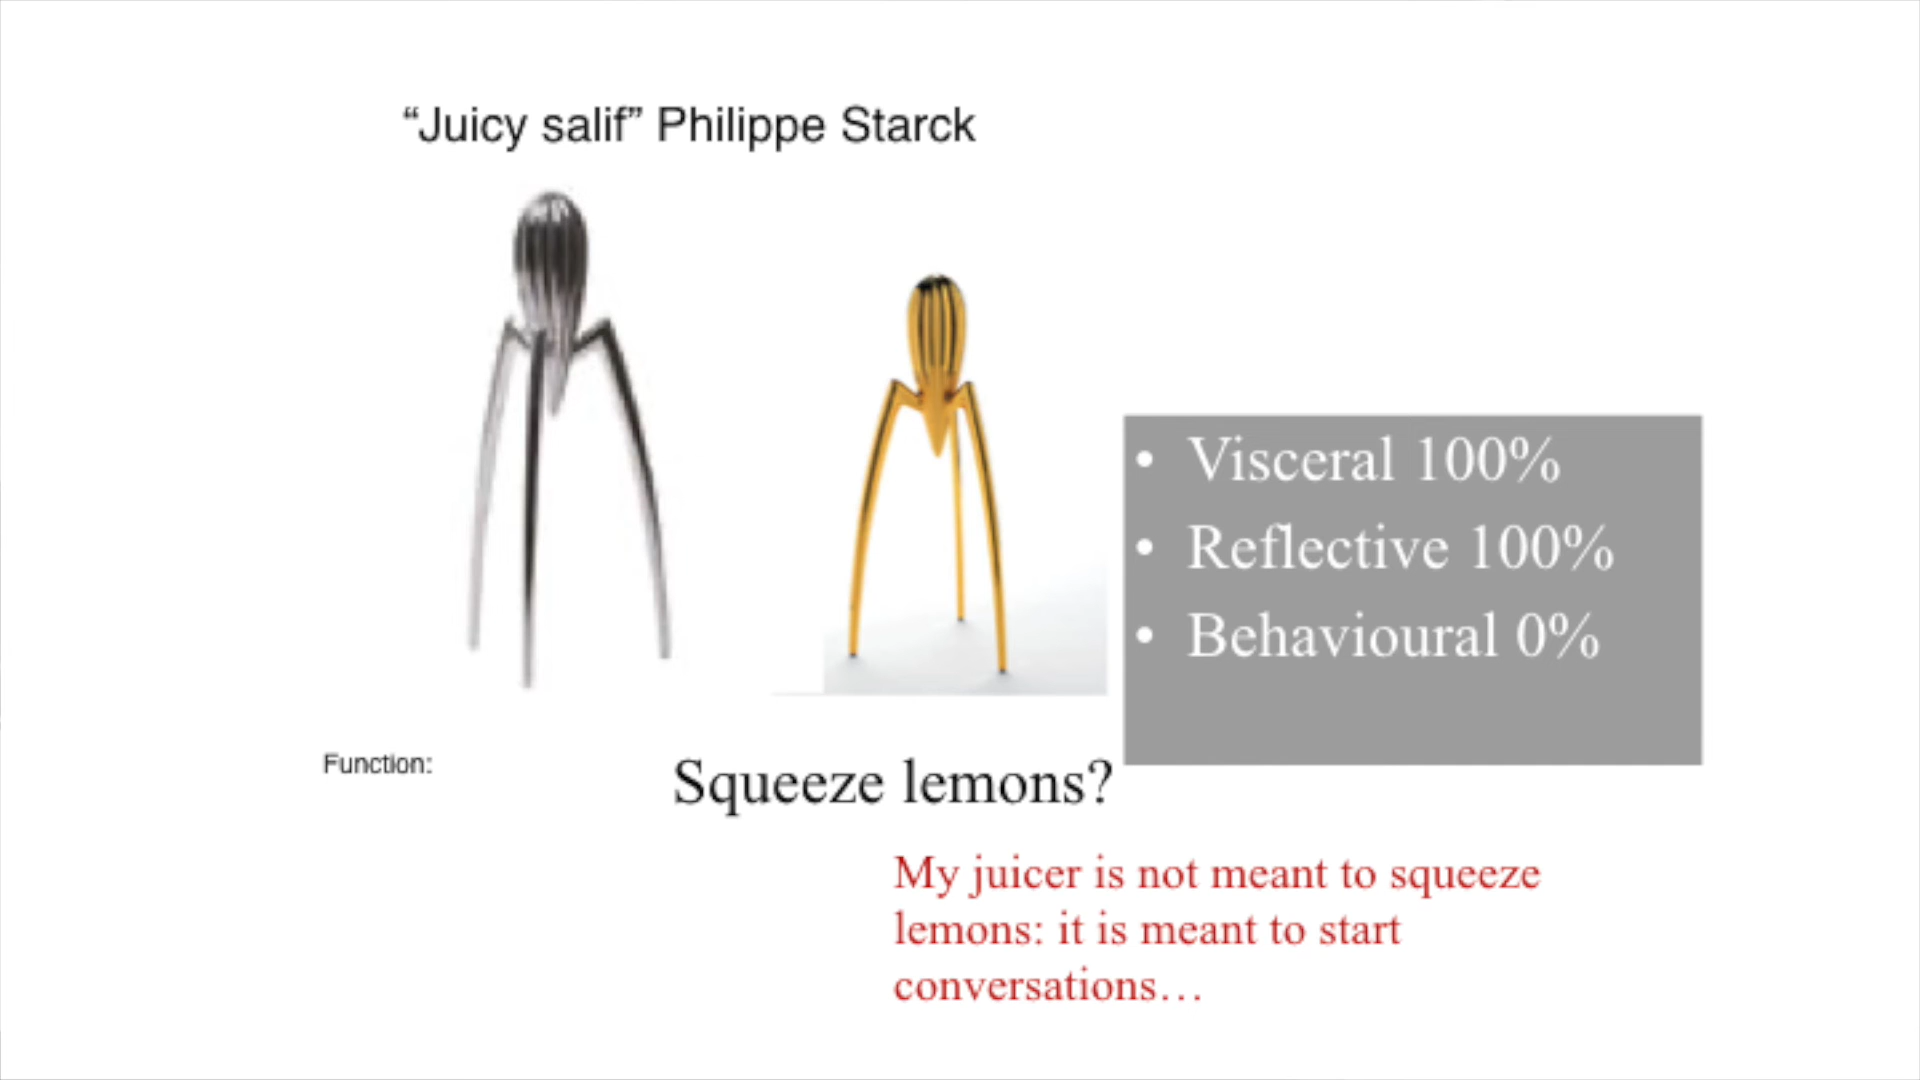 “Juicy salif” Philippe Starck
• Visceral 100%
• Reflective 100%
• Behavioural 0%
Function:
Squeeze lemons?
My juicer is not meant to squeeze
lemons: it is meant to start
conversations…